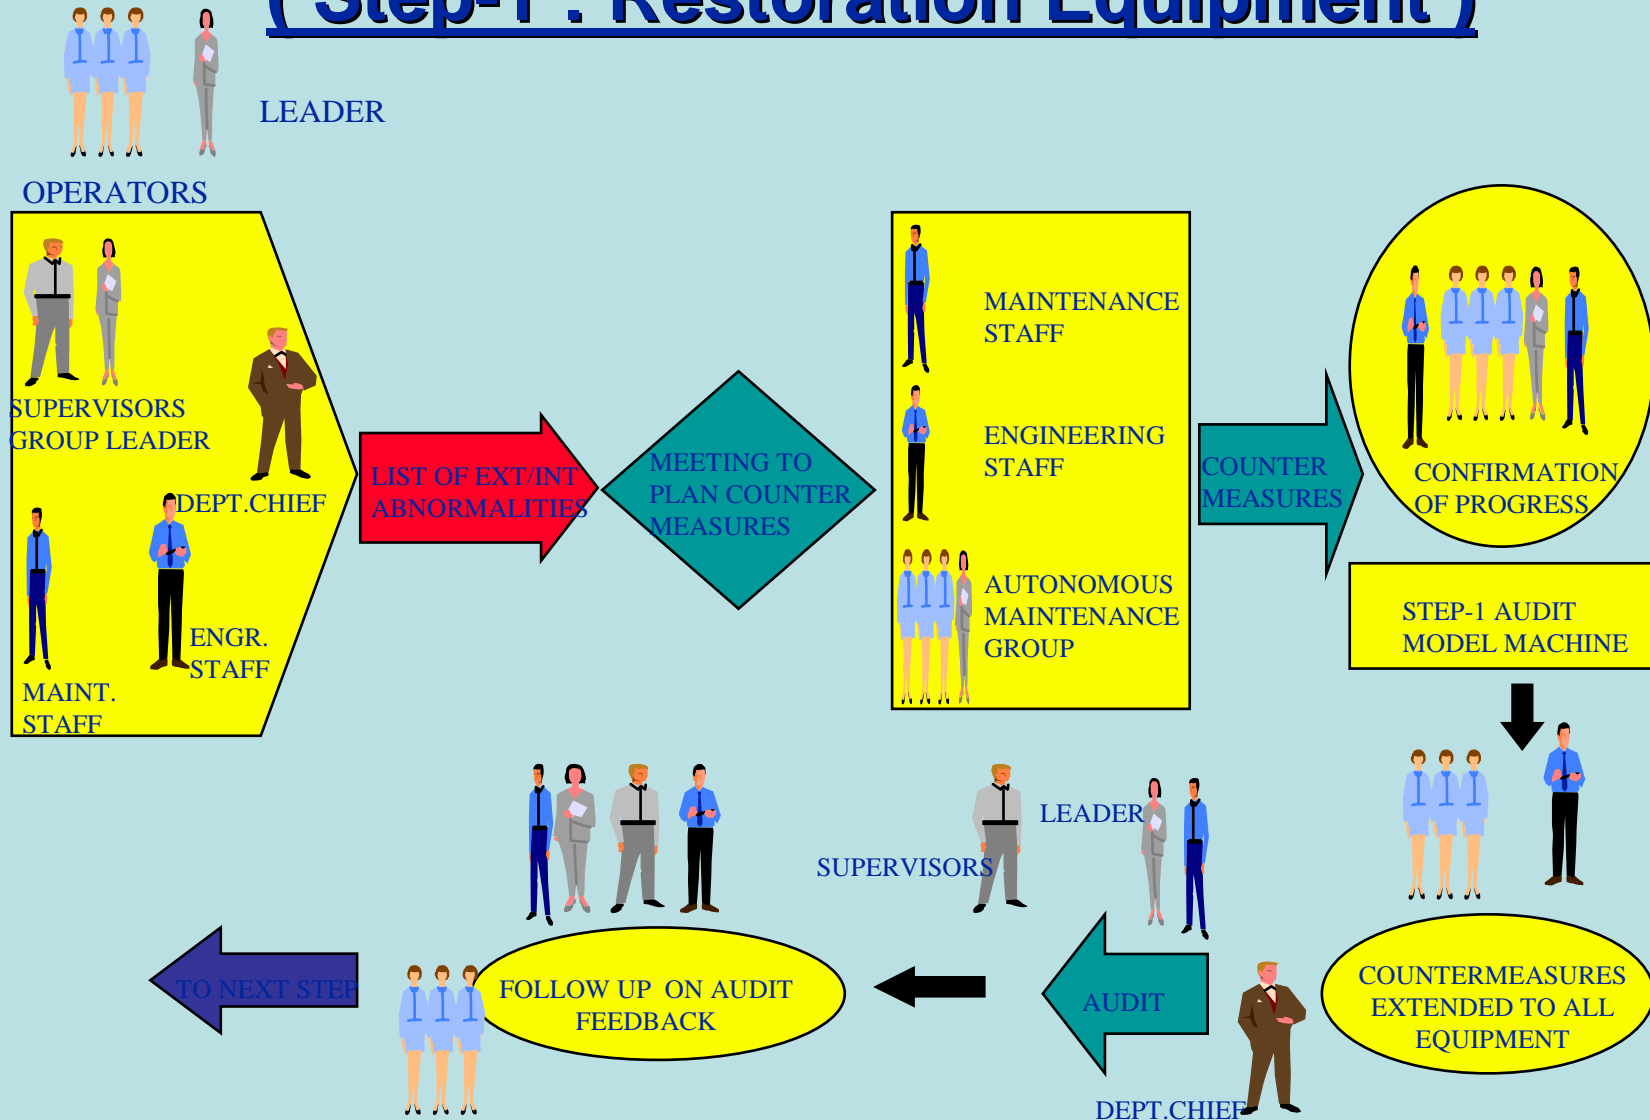 ( Step-1 : Restoration Equipment )
LEADER
OPERATORS
SUPERVISORS
GROUP LEADER
DEPT.CHIEF
ENGR.
STAFF
MAINT.
STAFF
LIST OF EXT/INT
ABNORMALITIES
MEETING TO
PLAN COUNTER
MEASURES
MAINTENANCE
STAFF
ENGINEERING
STAFF
AUTONOMOUS
MAINTENANCE
GROUP
COUNTER
MEASURES
CONFIRMATION
OF PROGRESS
STEP-1 AUDIT
MODEL MACHINE
COUNTERMEASURES
EXTENDED TO ALL
EQUIPMENT
LEADER
SUPERVISORS
AUDIT
DEPT.CHIEF
FOLLOW UP ON AUDIT
FEEDBACK
TO NEXT STEP